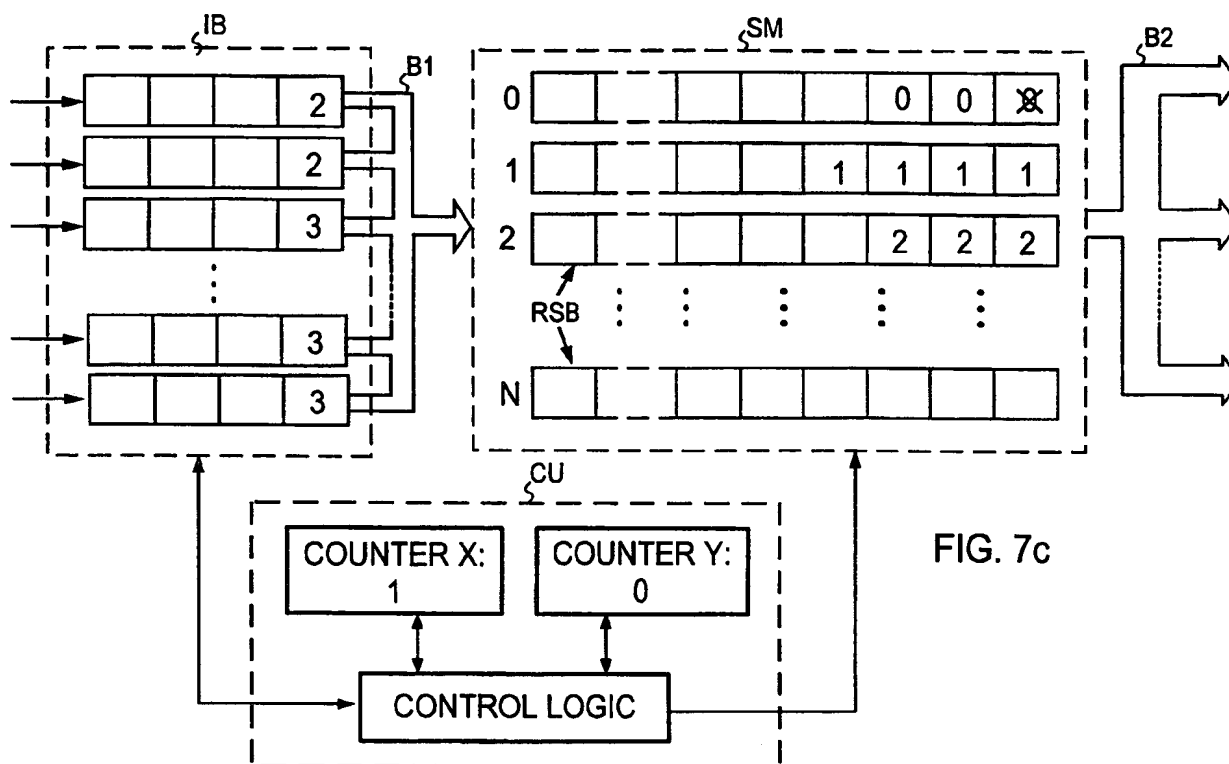 IB
SM
B2
B1
2
2
3
3
3
0 0 0
1 1 1 1 1
2 2 2 2
RSB
N
CU
COUNTER X:
1
COUNTER Y:
0
CONTROL LOGIC
FIG. 7c